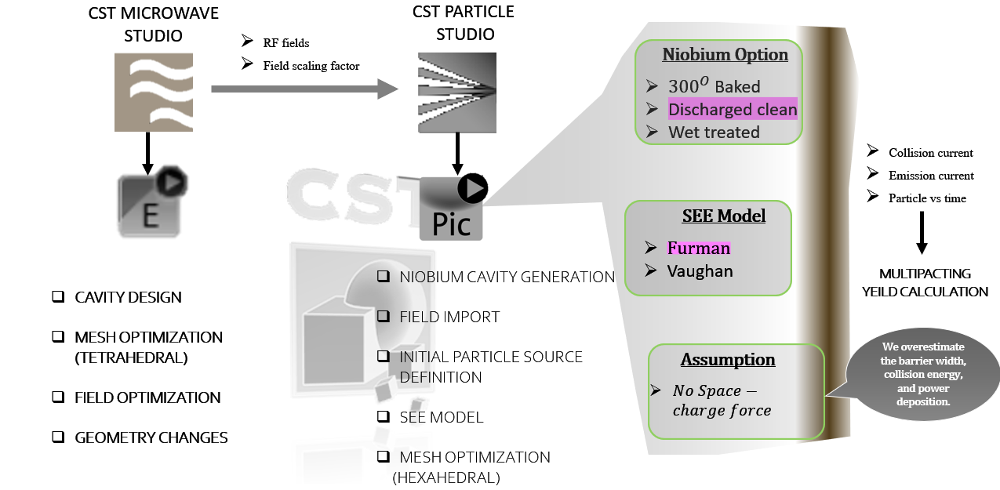 CST MICROWAVE
STUDIO
➢ RF fields
➢ Field scaling factor
CST PARTICLE
STUDIO
E
❑ CAVITY DESIGN
❑ MESH OPTIMIZATION
(TETRAHEDRAL)
❑ FIELD OPTIMIZATION
❑ GEOMETRY CHANGES
CST
Pic
❑ NIOBIUM CAVITY GENERATION
❑ FIELD IMPORT
❑ INITIAL PARTICLE SOURCE
DEFINITION
❑ SEE MODEL
❑ MESH OPTIMIZATION
(HEXAHEDRAL)
Niobium Option
➢ 300^O Baked
➢ Discharged clean
➢ Wet treated
SEE Model
➢ Furman
➢ Vaughan
Assumption
➢ No Space –
charge force
➢ Collision current
➢ Emission current
➢ Particle vs time
MULTIPACTING
YEILD CALCULATION
We overestimate
the barrier width,
collision energy,
and power
deposition.